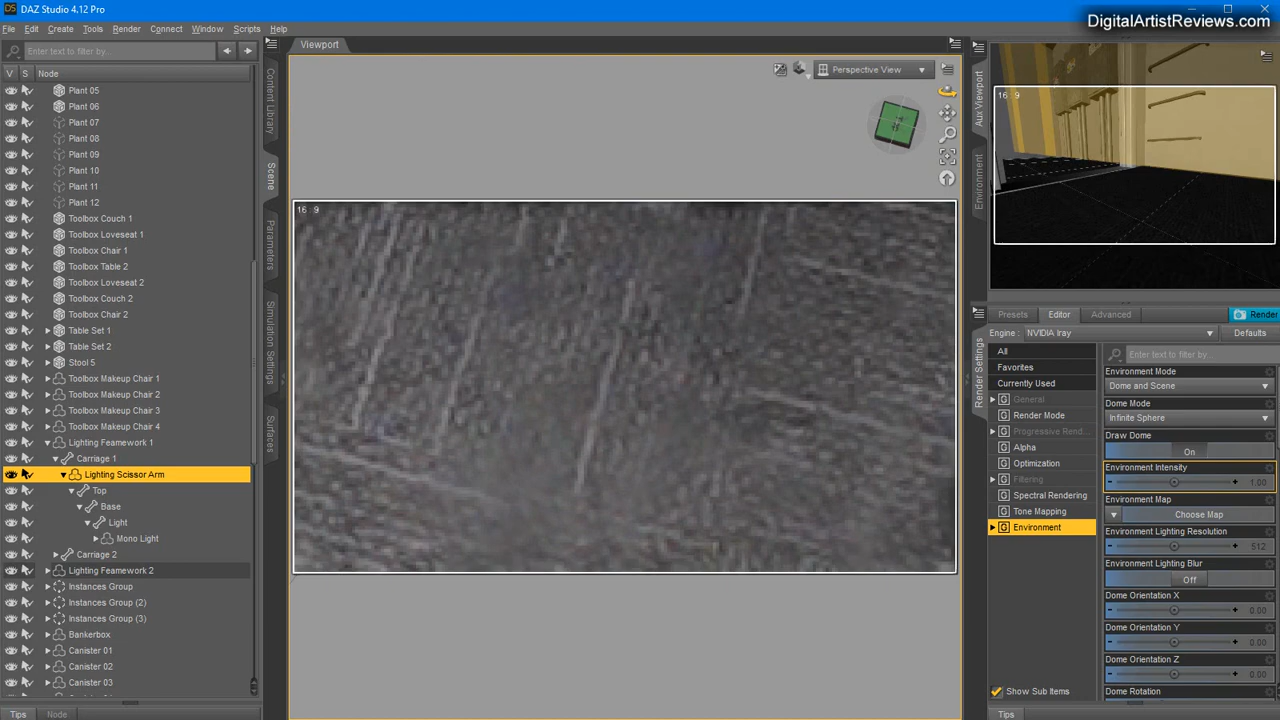 DAZ Studio 4.12 Pro
DigitalArtistReviews.com
File Edit Create Tools Render Connect Window Scripts Help
Enter text to filter by...
V S Node
Plant 05
Plant 06
Plant 07
Plant 08
Plant 09
Plant 10
Plant 11
Plant 12
Toolbox Couch 1
Toolbox Loveseat 1
Toolbox Chair 1
Toolbox Table 2
Toolbox Loveseat 2
Toolbox Couch 2
Toolbox Chair 2
Table Set 1
Table Set 2
Stool 5
Toolbox Makeup Chair 1
Toolbox Makeup Chair 2
Toolbox Makeup Chair 3
Toolbox Makeup Chair 4
Lighting Feamework 1
Carriage 1
Lighting Scissor Arm
Top
Base
Light
Mono Light
Carriage 2
Lighting Feamework 2
Instances Group
Instances Group (2)
Instances Group (3)
Bankerbox
Canister 01
Canister 02
Canister 03
Tips Node
Content Library
Scene
Parameters
Simulation Settings
Surfaces
Viewport
Perspective View
16 : 9
Aux Viewport
Environment
16 : 9
Render Settings
Presets Editor Advanced Render
Engine : NVIDIA Iray Defaults
All
Favorites
Currently Used
General
Render Mode
Progressive Rend...
Alpha
Optimization
Filtering
Spectral Rendering
Tone Mapping
Environment
Show Sub Items
Enter text to filter by...
Environment Mode
Dome and Scene
Dome Mode
Infinite Sphere
Draw Dome
On
Environment Intensity
1.00
Environment Map
Choose Map
Environment Lighting Resolution
512
Environment Lighting Blur
Off
Dome Orientation X
0.00
Dome Orientation Y
0.00
Dome Orientation Z
0.00
Dome Rotation
Tips